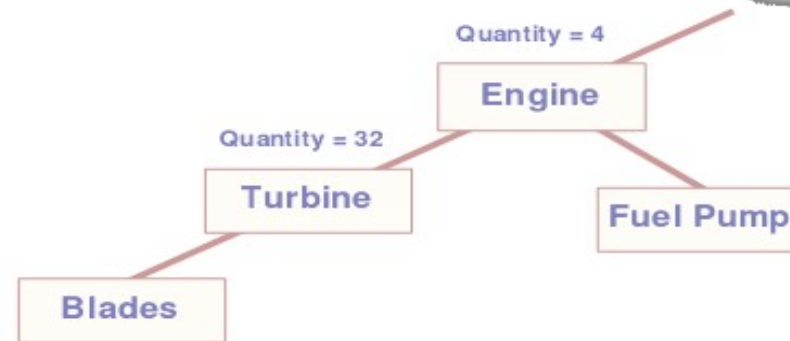 Quantity = 4
Engine
Quantity = 32
Turbine
Fuel Pump
Blades